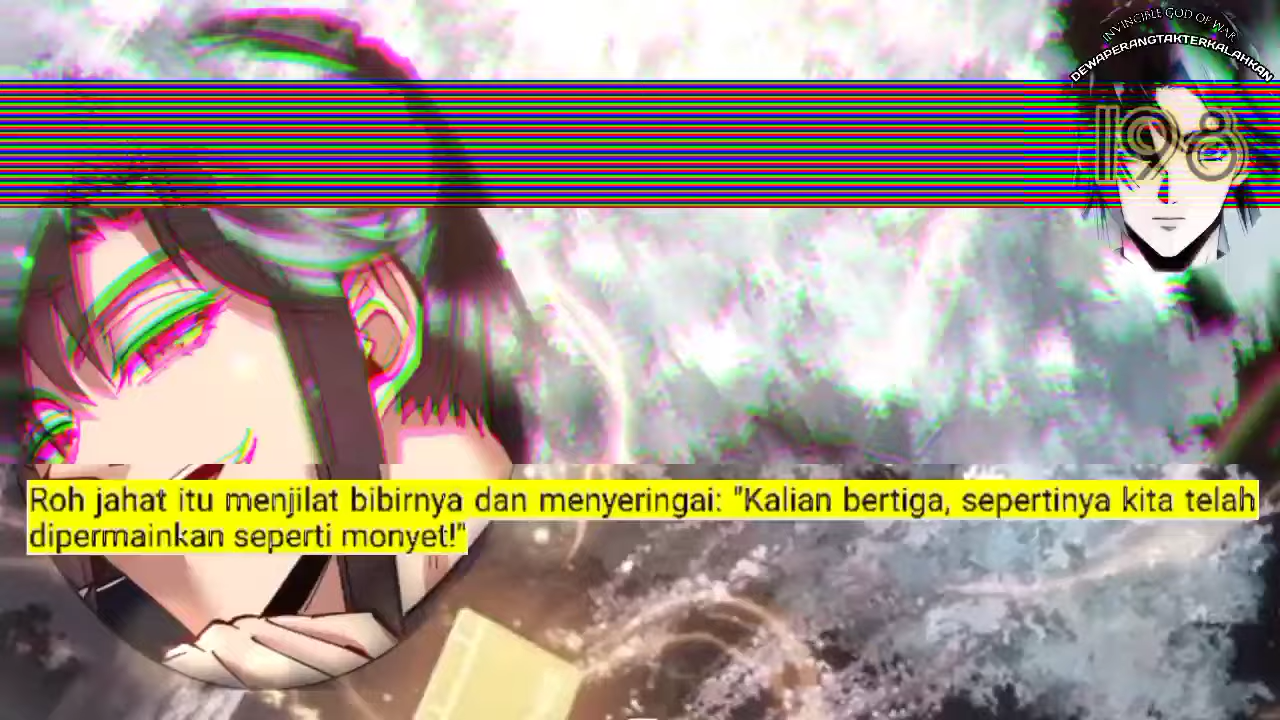 INVINCIBLE GOD OF WAR
DEWAPERANGTAKTERKALAHKAN
198
Roh jahat itu menjilat bibirnya dan menyeringai: "Kalian bertiga, sepertinya kita telah
dipermainkan seperti monyet!"